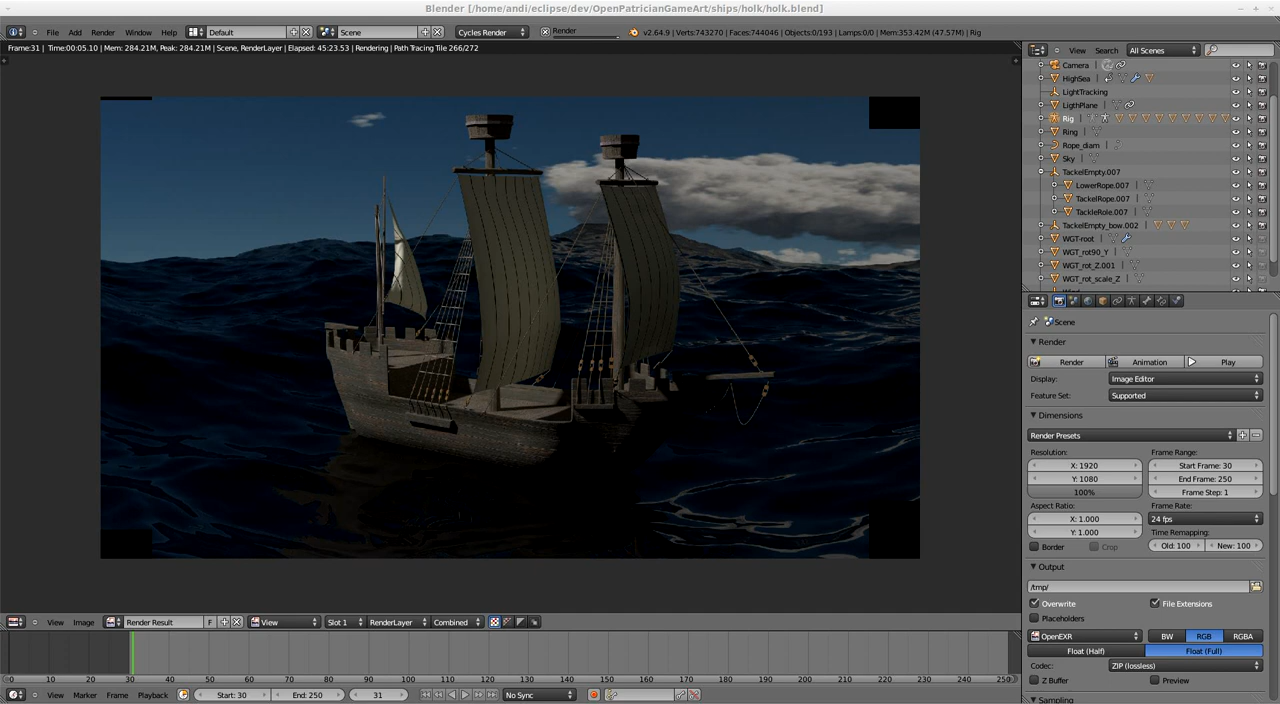 Blender [/home/andi/eclipse/dev/OpenPatricianGameArt/ships/holk/holk.blend]
File Add Render Window Help Default Scene Cycles Render Render v2.64.9 | Verts:743270 | Faces:744046 | Objects:0/193 | Lamps:0/0 | Mem:353.42M (47.57M) | Rig
Frame:31 | Time:00:05.10 | Mem: 284.21M, Peak: 284.21M | Scene, RenderLayer | Elapsed: 45:23.53 | Rendering | Path Tracing Tile 266/272
View Search All Scenes
Camera
HighSea
LightTracking
LigthPlane
Rig
Ring
Rope_diam
Sky
TackelEmpty.007
LowerRope.007
TackelRope.007
TackleRole.007
TackelEmpty_bow.002
WGT-root
WGT_rot90_Y
WGT_rot_Z.001
WGT_rot_scale_Z
Scene
Render
Render Animation Play
Display: Image Editor
Feature Set: Supported
Dimensions
Render Presets
Resolution: Frame Range:
X: 1920 Start Frame: 30
Y: 1080 End Frame: 250
100% Frame Step: 1
Aspect Ratio: Frame Rate:
X: 1.000 24 fps
Y: 1.000 Time Remapping:
Border Crop Old: 100 New: 100
Output
/tmp/
Overwrite File Extensions
Placeholders
OpenEXR BW RGB RGBA
Float (Half) Float (Full)
Codec: ZIP (lossless)
Z Buffer Preview
Sampling
View Image Render Result F View Slot 1 RenderLayer Combined
0 10 20 30 40 50 60 70 80 90 100 110 120 130 140 150 160 170 180 190 200 210 220 230 240 250
View Marker Frame Playback Start: 30 End: 250 31 No Sync